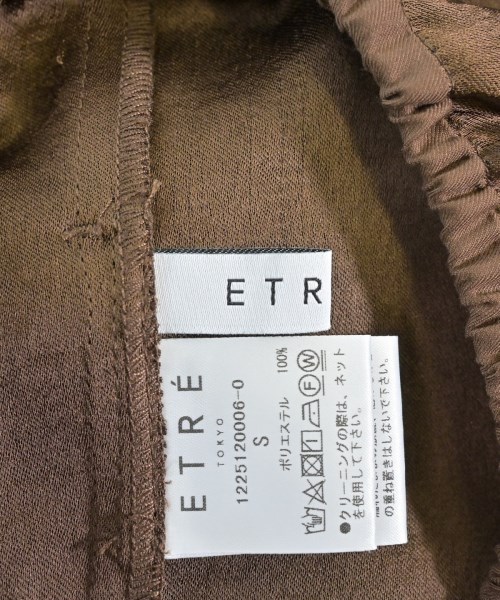 ETR
ETRÉ
TOKYO
1225120006-0
S
ポリエステル 100%
●クリーニングの際は、ネット
を使用して下さい。
の重ね置きはしないで下さい。